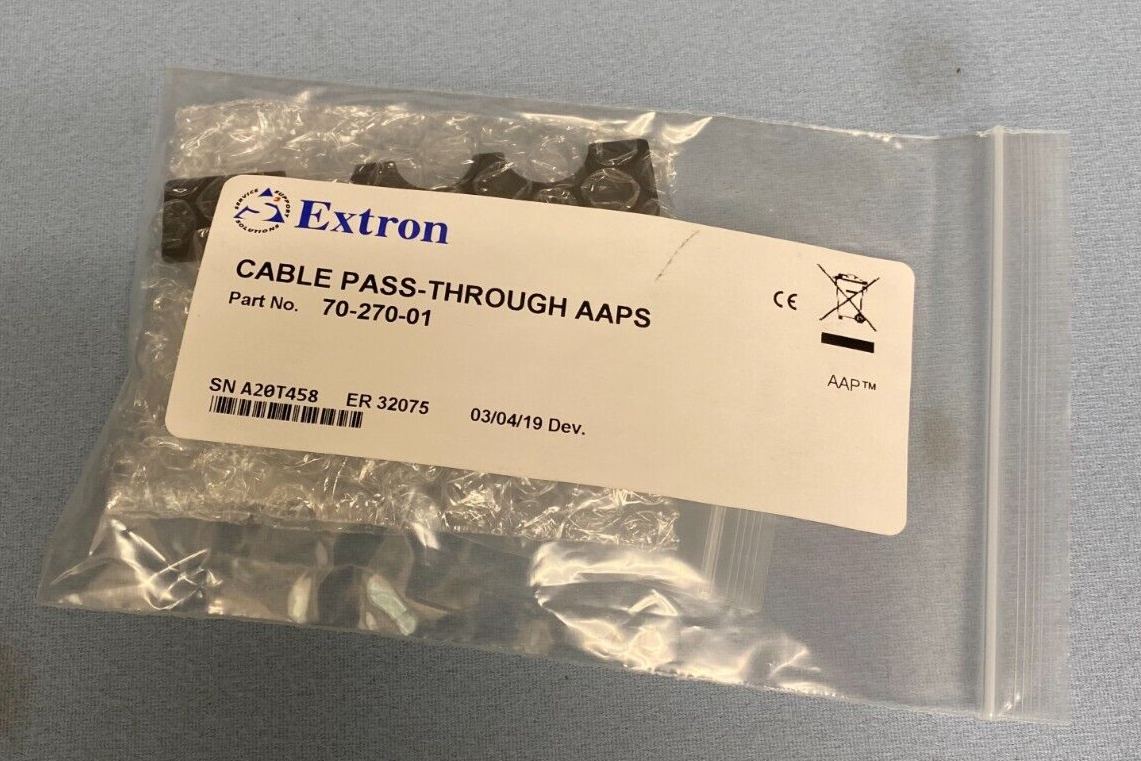 SERVICE SUPPORT SOLUTIONS
S3
Extron
CABLE PASS-THROUGH AAPS
Part No. 70-270-01
CE
AAP™
SN A20T458 ER 32075 03/04/19 Dev.